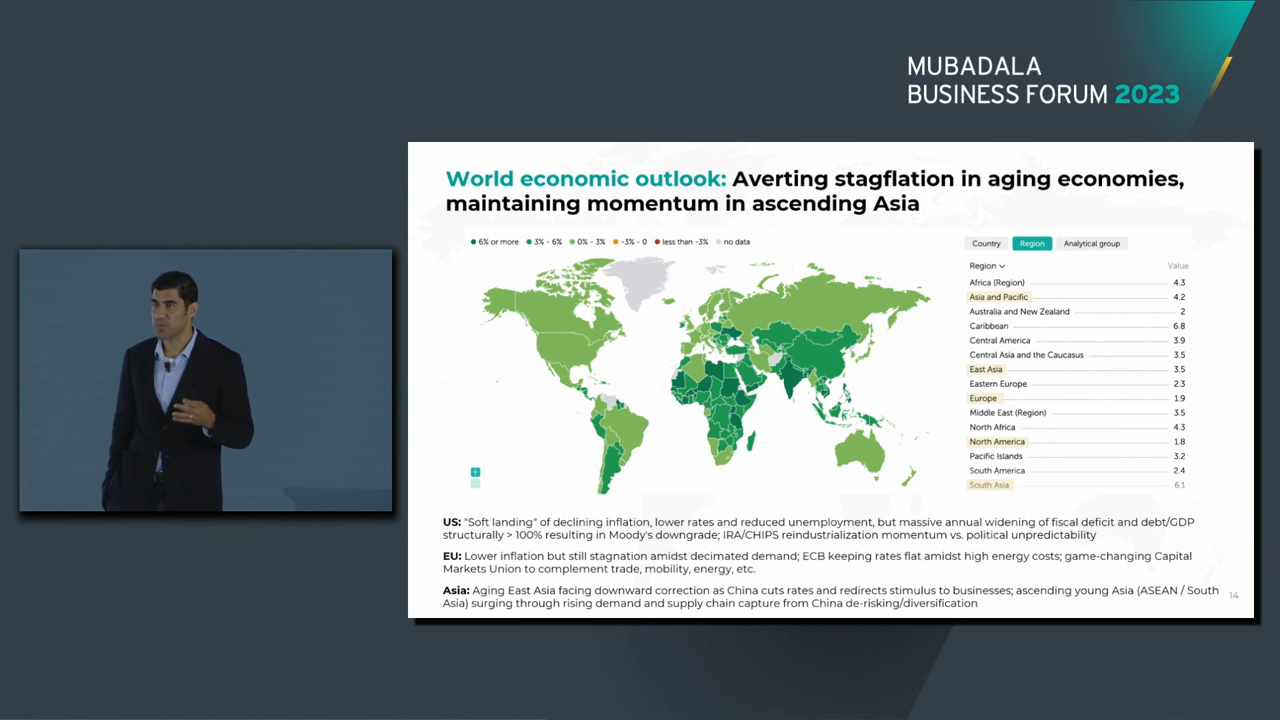 MUBADALA
BUSINESS FORUM 2023
World economic outlook: Averting stagflation in aging economies,
maintaining momentum in ascending Asia
6% or more 3% - 6% 0% - 3% -3% - 0 less than -3% no data
Country Region Analytical group
Region Value
Africa (Region) 4.3
Asia and Pacific 4.2
Australia and New Zealand 2
Caribbean 6.8
Central America 3.9
Central Asia and the Caucasus 3.5
East Asia 3.5
Eastern Europe 2.3
Europe 1.9
Middle East (Region) 3.5
North Africa 4.3
North America 1.8
Pacific Islands 3.2
South America 2.4
South Asia 6.1
US: "Soft landing" of declining inflation, lower rates and reduced unemployment, but massive annual widening of fiscal deficit and debt/GDP
structurally > 100% resulting in Moody's downgrade; IRA/CHIPS reindustrialization momentum vs. political unpredictability
EU: Lower inflation but still stagnation amidst decimated demand; ECB keeping rates flat amidst high energy costs; game-changing Capital
Markets Union to complement trade, mobility, energy, etc.
Asia: Aging East Asia facing downward correction as China cuts rates and redirects stimulus to businesses; ascending young Asia (ASEAN / South
Asia) surging through rising demand and supply chain capture from China de-risking/diversification
14